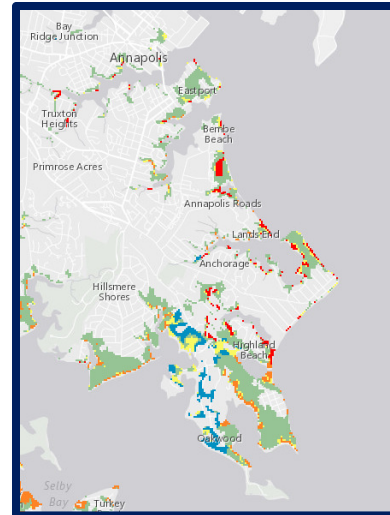 Bay
Ridge Junction
Annapolis
Eastport
Truxton
Heights
Bembe
Beach
Primrose Acres
Annapolis Roads
Lands End
Anchorage
Hillsmere
Shores
Highland
Beach
Oakwood
Selby
Bay
Turkey